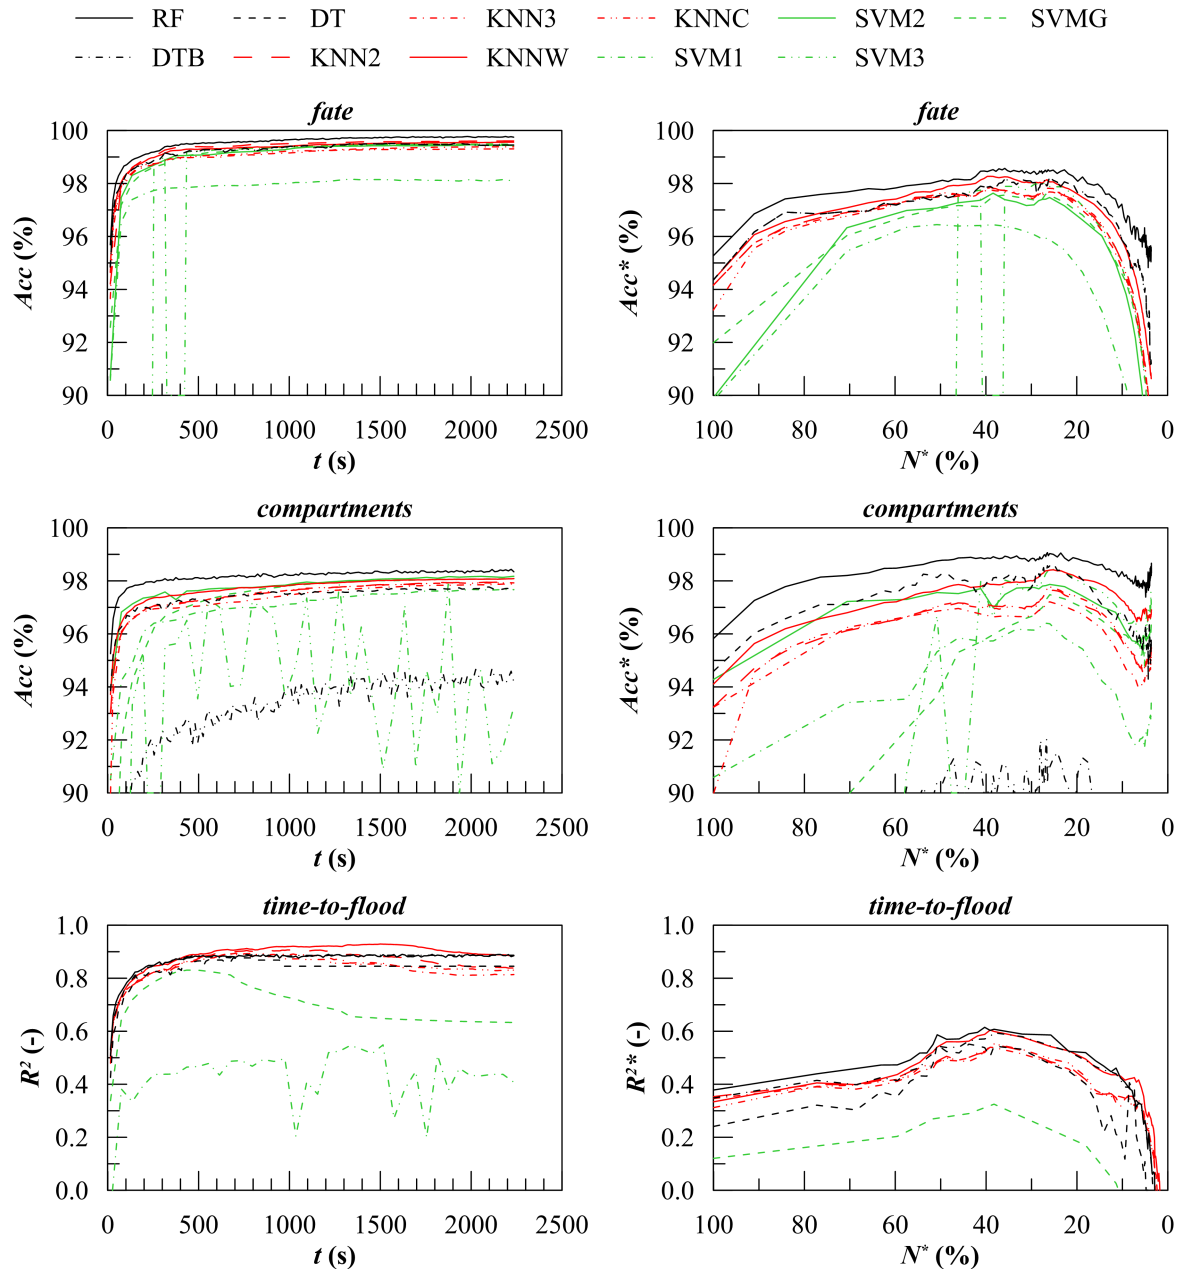 RF DT KNN3 KNNC SVM2 SVMG
DTB KNN2 KNNW SVM1 SVM3
fate fate
100 100
98 98
96 96
94 94
92 92
90 90
Acc (%) Acc* (%)
0 500 1000 1500 2000 2500 100 80 60 40 20 0
t (s) N* (%)
compartments compartments
100 100
98 98
96 96
94 94
92 92
90 90
Acc (%) Acc* (%)
0 500 1000 1500 2000 2500 100 80 60 40 20 0
t (s) N* (%)
time-to-flood time-to-flood
1.0 1.0
0.8 0.8
0.6 0.6
0.4 0.4
0.2 0.2
0.0 0.0
R² (-) R²* (-)
0 500 1000 1500 2000 2500 100 80 60 40 20 0
t (s) N* (%)